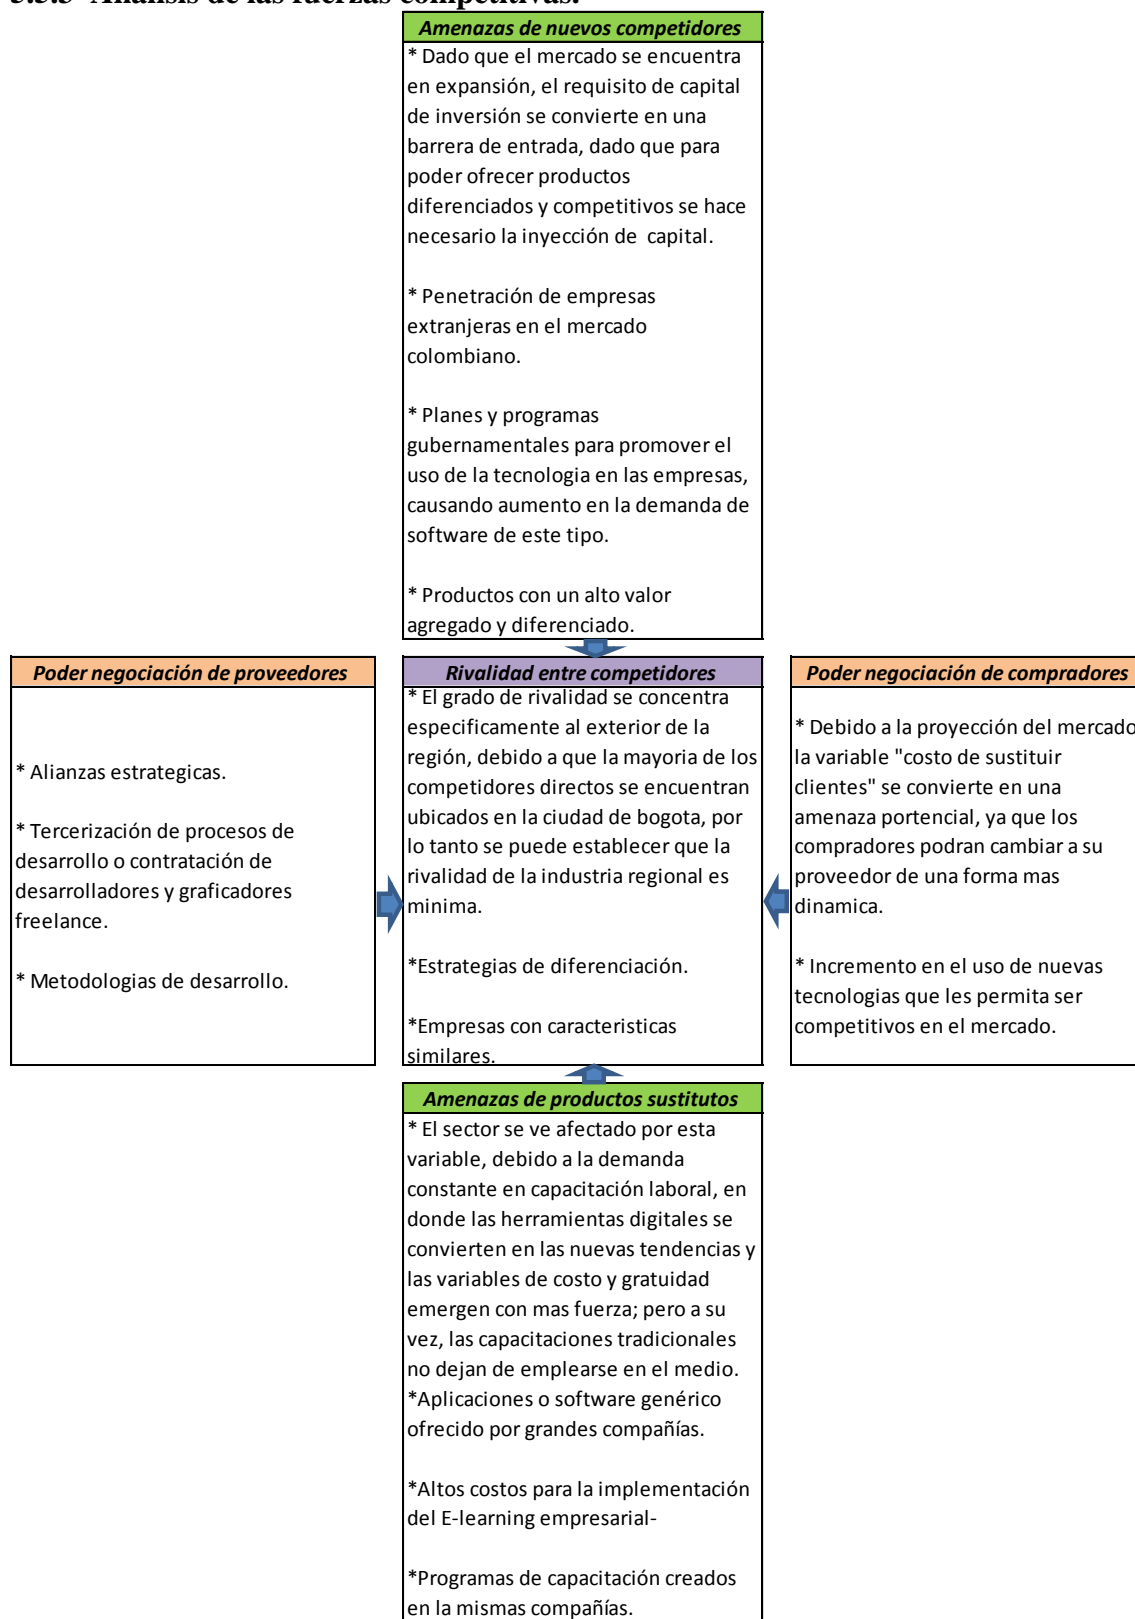 Amenazas de nuevos competidores
* Dado que el mercado se encuentra
en expansión, el requisito de capital
de inversión se convierte en una
barrera de entrada, dado que para
poder ofrecer productos
diferenciados y competitivos se hace
necesario la inyección de capital.
* Penetración de empresas
extranjeras en el mercado
colombiano.
* Planes y programas
gubernamentales para promover el
uso de la tecnologia en las empresas,
causando aumento en la demanda de
software de este tipo.
* Productos con un alto valor
agregado y diferenciado.
Poder negociación de proveedores
* Alianzas estrategicas.
* Tercerización de procesos de
desarrollo o contratación de
desarrolladores y graficadores
freelance.
* Metodologias de desarrollo.
Rivalidad entre competidores
* El grado de rivalidad se concentra
especificamente al exterior de la
región, debido a que la mayoria de los
competidores directos se encuentran
ubicados en la ciudad de bogota, por
lo tanto se puede establecer que la
rivalidad de la industria regional es
minima.
*Estrategias de diferenciación.
*Empresas con caracteristicas
similares.
Poder negociación de compradores
* Debido a la proyección del mercado
la variable "costo de sustituir
clientes" se convierte en una
amenaza portencial, ya que los
compradores podran cambiar a su
proveedor de una forma mas
dinamica.
* Incremento en el uso de nuevas
tecnologias que les permita ser
competitivos en el mercado.
Amenazas de productos sustitutos
* El sector se ve afectado por esta
variable, debido a la demanda
constante en capacitación laboral, en
donde las herramientas digitales se
convierten en las nuevas tendencias y
las variables de costo y gratuidad
emergen con mas fuerza; pero a su
vez, las capacitaciones tradicionales
no dejan de emplearse en el medio.
*Aplicaciones o software genérico
ofrecido por grandes compañías.
*Altos costos para la implementación
del E-learning empresarial-
*Programas de capacitación creados
en la mismas compañías.